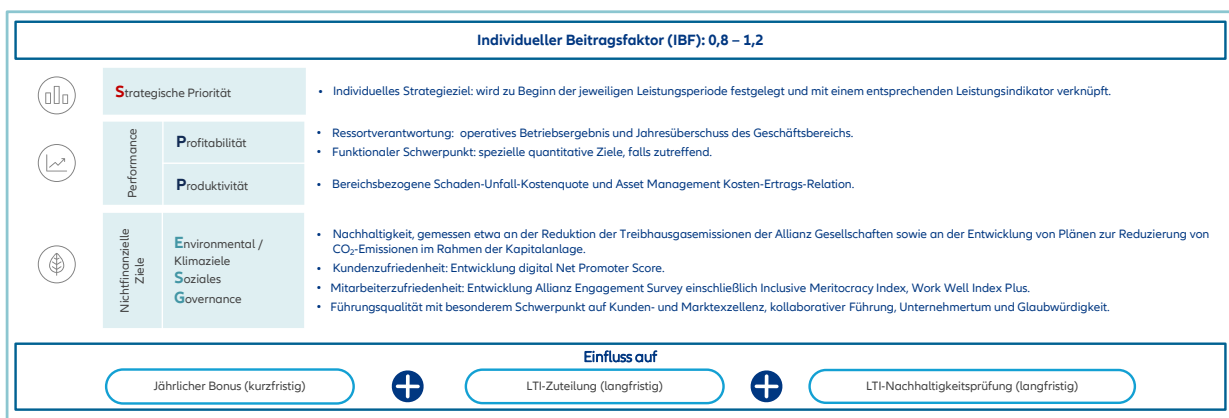 Individueller Beitragsfaktor (IBF): 0,8 – 1,2
Strategische Priorität
• Individuelles Strategieziel: wird zu Beginn der jeweiligen Leistungsperiode festgelegt und mit einem entsprechenden Leistungsindikator verknüpft.
Performance
Profitabilität
• Ressortverantwortung: operatives Betriebsergebnis und Jahresüberschuss des Geschäftsbereichs.
• Funktionaler Schwerpunkt: spezielle quantitative Ziele, falls zutreffend.
Produktivität
• Bereichsbezogene Schaden-Unfall-Kostenquote und Asset Management Kosten-Ertrags-Relation.
Nichtfinanzielle
Ziele
Environmental /
Klimaziele
Soziales
Governance
• Nachhaltigkeit, gemessen etwa an der Reduktion der Treibhausgasemissionen der Allianz Gesellschaften sowie an der Entwicklung von Plänen zur Reduzierung von
CO₂-Emissionen im Rahmen der Kapitalanlage.
• Kundenzufriedenheit: Entwicklung digital Net Promoter Score.
• Mitarbeiterzufriedenheit: Entwicklung Allianz Engagement Survey einschließlich Inclusive Meritocracy Index, Work Well Index Plus.
• Führungsqualität mit besonderem Schwerpunkt auf Kunden- und Marktexzellenz, kollaborativer Führung, Unternehmertum und Glaubwürdigkeit.
Einfluss auf
Jährlicher Bonus (kurzfristig)
LTI-Zuteilung (langfristig)
LTI-Nachhaltigkeitsprüfung (langfristig)